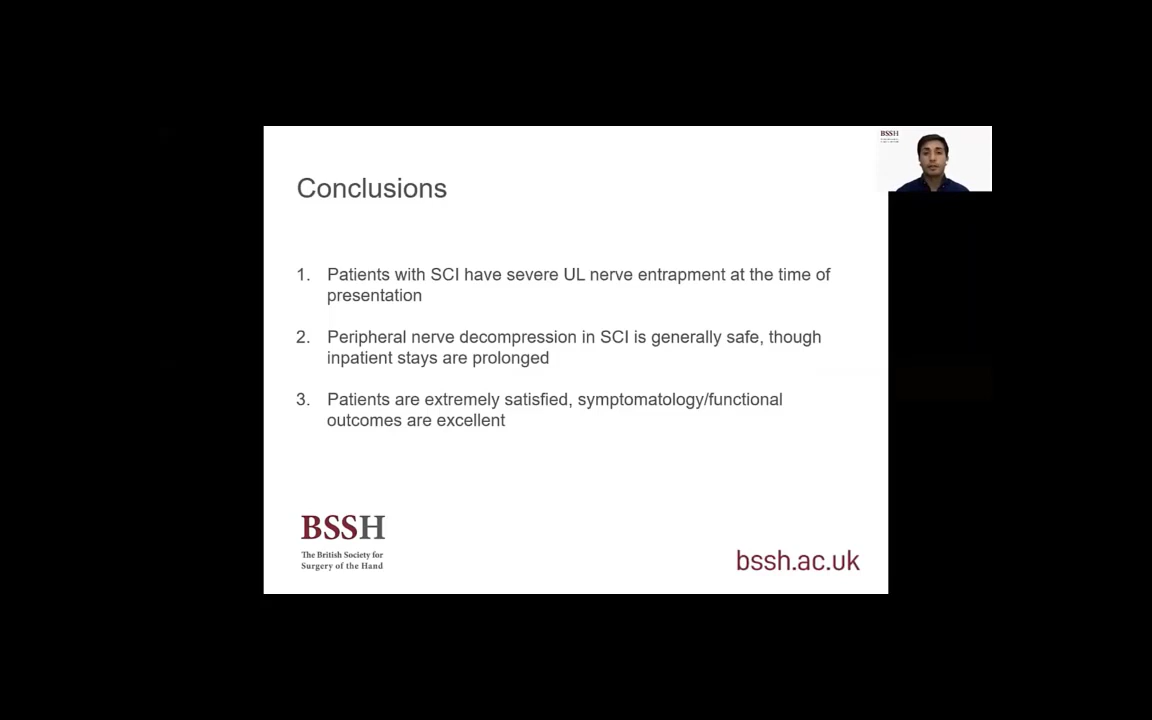 BSSH
Conclusions
1. Patients with SCI have severe UL nerve entrapment at the time of
presentation
2. Peripheral nerve decompression in SCI is generally safe, though
inpatient stays are prolonged
3. Patients are extremely satisfied, symptomatology/functional
outcomes are excellent
BSSH
The British Society for
Surgery of the Hand
bssh.ac.uk